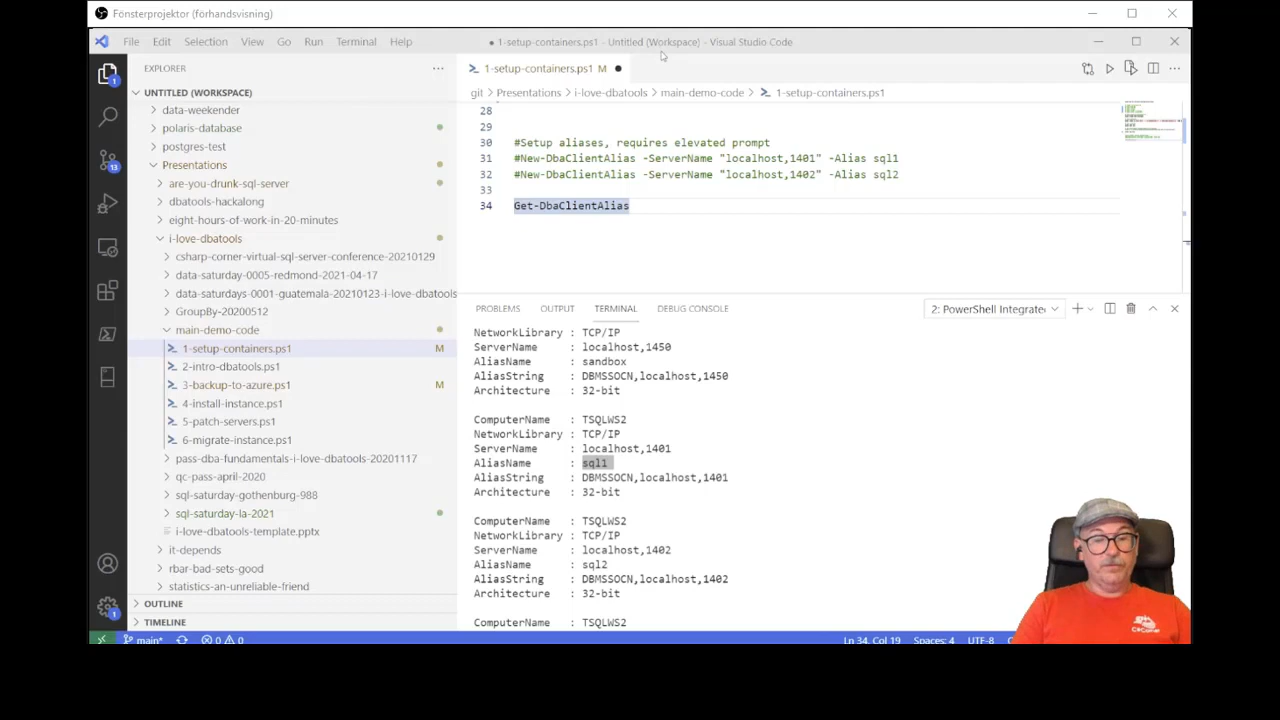 Fönsterprojektor (förhandsvisning)
File Edit Selection View Go Run Terminal Help
● 1-setup-containers.ps1 - Untitled (Workspace) - Visual Studio Code
EXPLORER
UNTITLED (WORKSPACE)
data-weekender
polaris-database
postgres-test
Presentations
are-you-drunk-sql-server
dbatools-hackalong
eight-hours-of-work-in-20-minutes
i-love-dbatools
csharp-corner-virtual-sql-server-conference-20210129
data-saturday-0005-redmond-2021-04-17
data-saturdays-0001-guatemala-20210123-i-love-dbatools
GroupBy-20200512
main-demo-code
1-setup-containers.ps1 M
2-intro-dbatools.ps1
3-backup-to-azure.ps1 M
4-install-instance.ps1
5-patch-servers.ps1
6-migrate-instance.ps1
pass-dba-fundamentals-i-love-dbatools-20201117
qc-pass-april-2020
sql-saturday-gothenburg-988
sql-saturday-la-2021
i-love-dbatools-template.pptx
it-depends
rbar-bad-sets-good
statistics-an-unreliable-friend
OUTLINE
TIMELINE
1
13
1
1-setup-containers.ps1 M
git > Presentations > i-love-dbatools > main-demo-code > 1-setup-containers.ps1
28
29
30 #Setup aliases, requires elevated prompt
31 #New-DbaClientAlias -ServerName "localhost,1401" -Alias sql1
32 #New-DbaClientAlias -ServerName "localhost,1402" -Alias sql2
33
34 Get-DbaClientAlias
PROBLEMS OUTPUT TERMINAL DEBUG CONSOLE
2: PowerShell Integrate
NetworkLibrary : TCP/IP
ServerName : localhost,1450
AliasName : sandbox
AliasString : DBMSSOCN,localhost,1450
Architecture : 32-bit
ComputerName : TSQLWS2
NetworkLibrary : TCP/IP
ServerName : localhost,1401
AliasName : sql1
AliasString : DBMSSOCN,localhost,1401
Architecture : 32-bit
ComputerName : TSQLWS2
NetworkLibrary : TCP/IP
ServerName : localhost,1402
AliasName : sql2
AliasString : DBMSSOCN,localhost,1402
Architecture : 32-bit
ComputerName : TSQLWS2
main* 0 0
Ln 34, Col 19 Spaces: 4 UTF-8